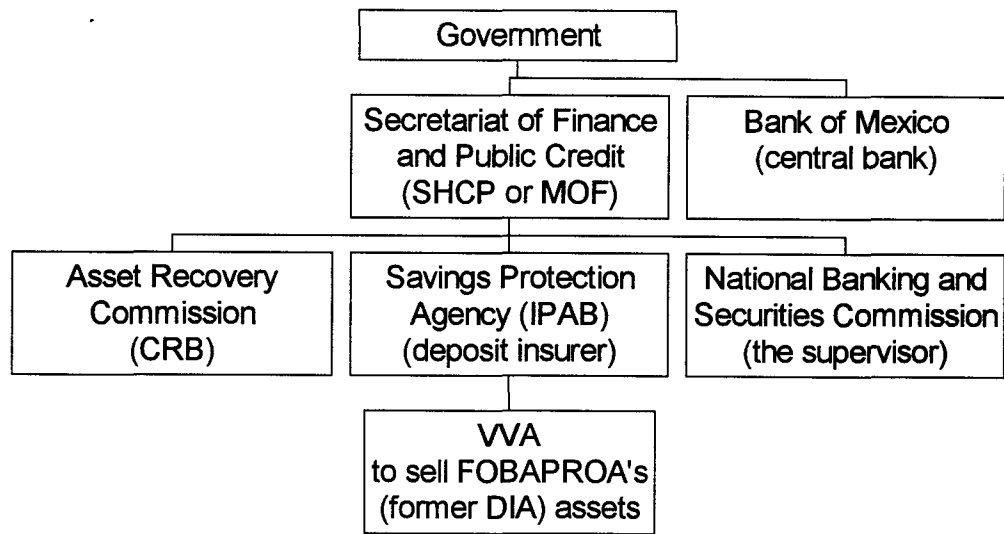 Government
Secretariat of Finance
and Public Credit
(SHCP or MOF)
Bank of Mexico
(central bank)
Asset Recovery
Commission
(CRB)
Savings Protection
Agency (IPAB)
(deposit insurer)
National Banking and
Securities Commission
(the supervisor)
VVA
to sell FOBAPROA's
(former DIA) assets